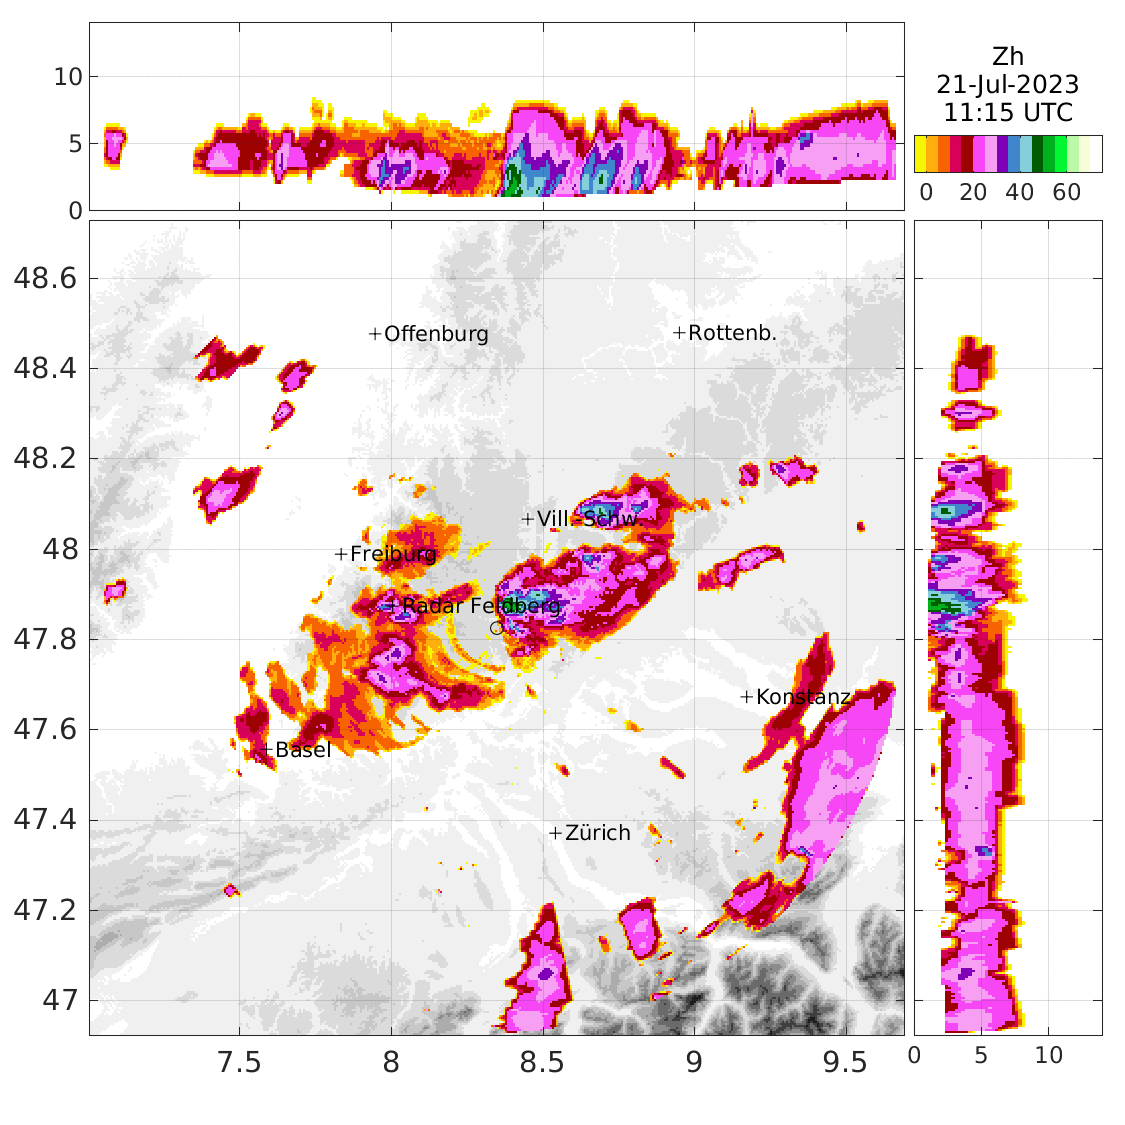 10
5
0
Zh
21-Jul-2023
11:15 UTC
0 20 40 60
48.6
48.4
48.2
48
47.8
47.6
47.4
47.2
47
+Offenburg
+Rottenb.
+Vill.-Schw.
+Freiburg
+Radar Feldberg
+Konstanz
+Basel
+Zürich
7.5 8 8.5 9 9.5
0 5 10